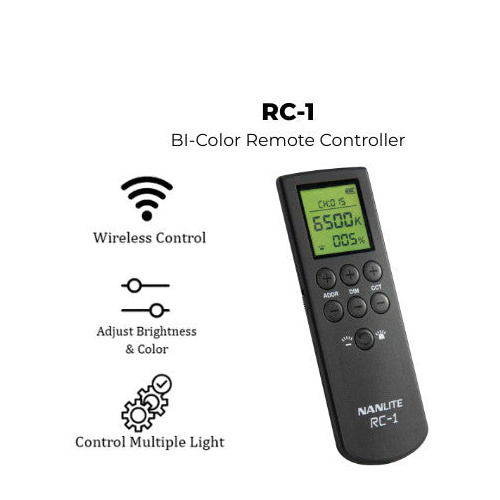 RC-1
BI-Color Remote Controller
Wireless Control
Adjust Brightness
& Color
Control Multiple Light
CH:015
6500K
005%
ADDR DIM CCT
NANLITE
RC-1